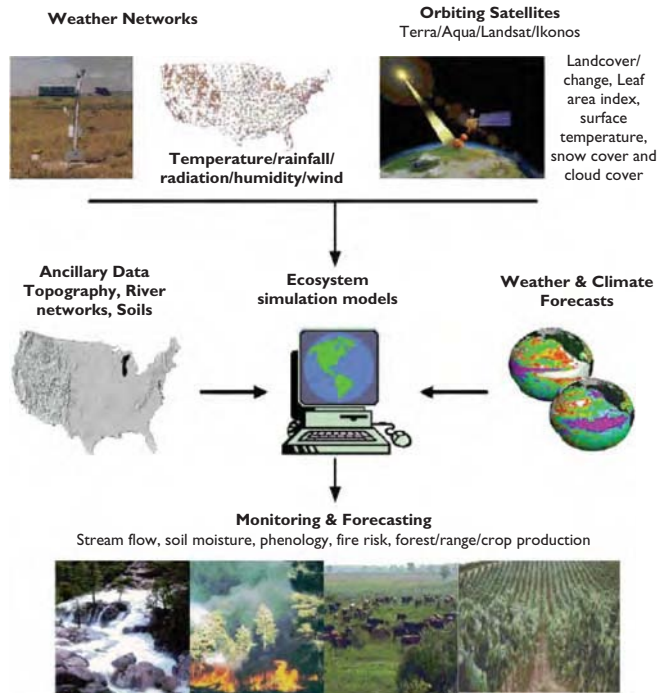 Weather Networks
Orbiting Satellites
Terra/Aqua/Landsat/Ikonos
Landcover/
change, Leaf
area index,
surface
temperature,
snow cover and
cloud cover
Temperature/rainfall/
radiation/humidity/wind
Ancillary Data
Topography, River
networks, Soils
Ecosystem
simulation models
Weather & Climate
Forecasts
Monitoring & Forecasting
Stream flow, soil moisture, phenology, fire risk, forest/range/crop production